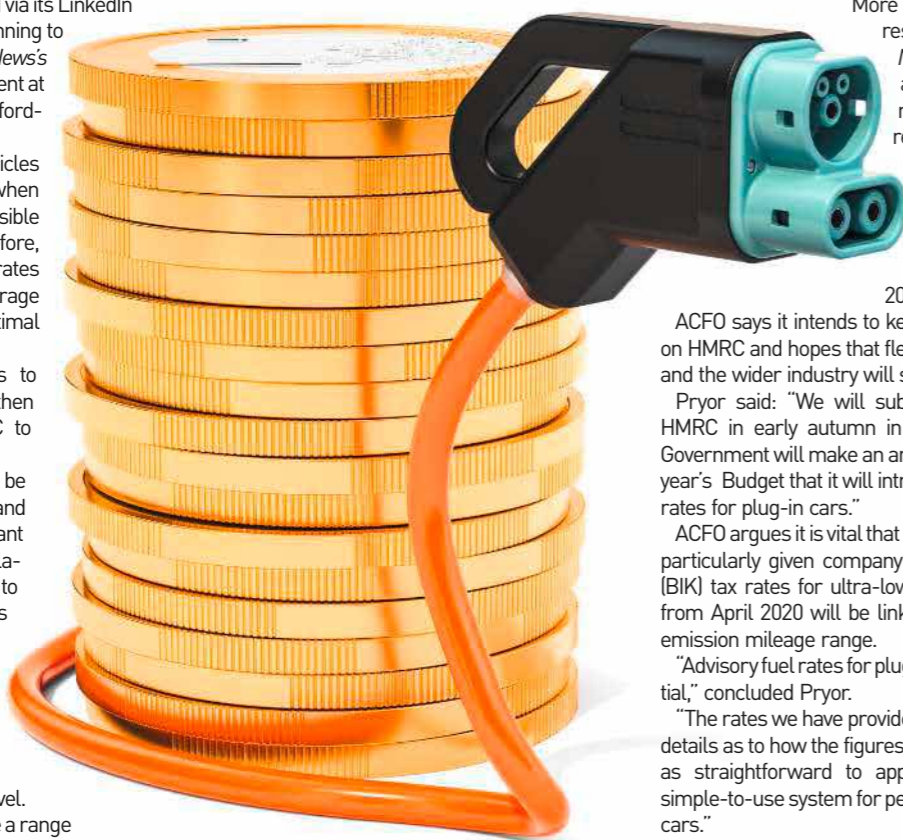 via its LinkedIn
nning to
News's
ent at
ford-
icles
when
sible
fore,
rates
rage
timal
s to
then
C to
be
and
ant
la-
to
s
vel.
e a range
More
res
a
r
re
20
ACFO says it intends to ke
on HMRC and hopes that fle
and the wider industry will s
Pryor said: “We will sub
HMRC in early autumn in
Government will make an ar
year's Budget that it will intr
rates for plug-in cars.”
ACFO argues it is vital that
particularly given company
(BIK) tax rates for ultra-low
from April 2020 will be link
emission mileage range.
“Advisory fuel rates for plug
tial,” concluded Pryor.
“The rates we have provide
details as to how the figures
as straightforward to app
simple-to-use system for pe
cars.”